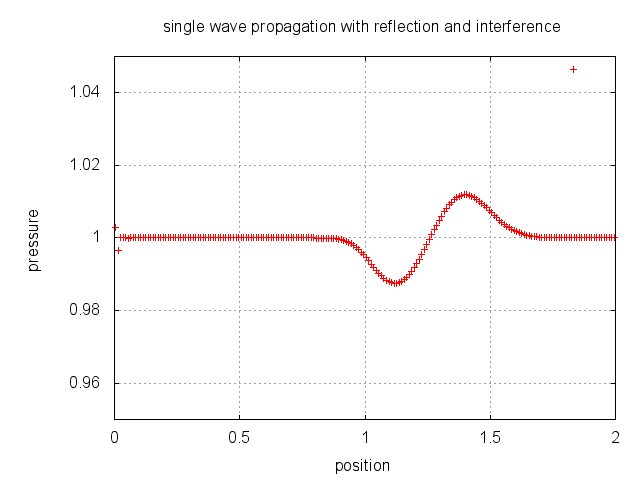 single wave propagation with reflection and interference
1.04
1.02
1
0.98
0.96
pressure
0 0.5 1 1.5 2
position